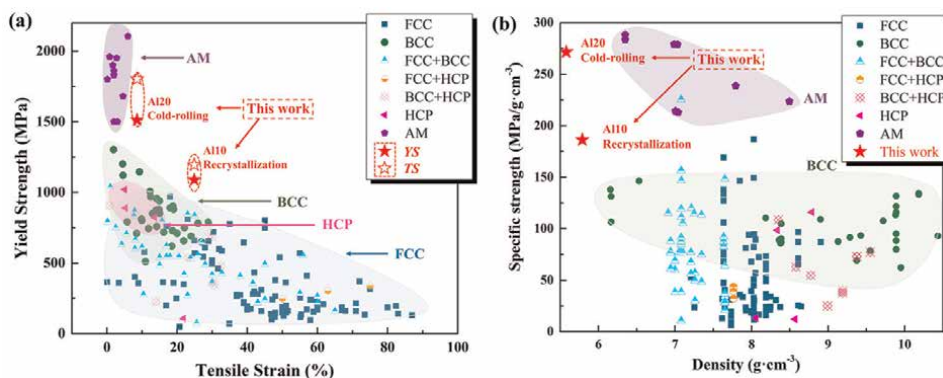 (a)
2000
1500
1000
500
0
Yield Strength (MPa)
0 20 40 60 80 100
Tensile Strain (%)
AM
Al20
Cold-rolling
This work
Al10
Recrystallization
BCC
HCP
FCC
FCC
BCC
FCC+BCC
FCC+HCP
BCC+HCP
HCP
AM
YS
TS
(b)
300
250
200
150
100
50
0
Specific strength (MPa/g·cm-3)
6 7 8 9 10
Density (g·cm-3)
Al20
Cold-rolling
This work
Al10
Recrystallization
AM
BCC
FCC
BCC
FCC+BCC
FCC+HCP
BCC+HCP
HCP
AM
This work